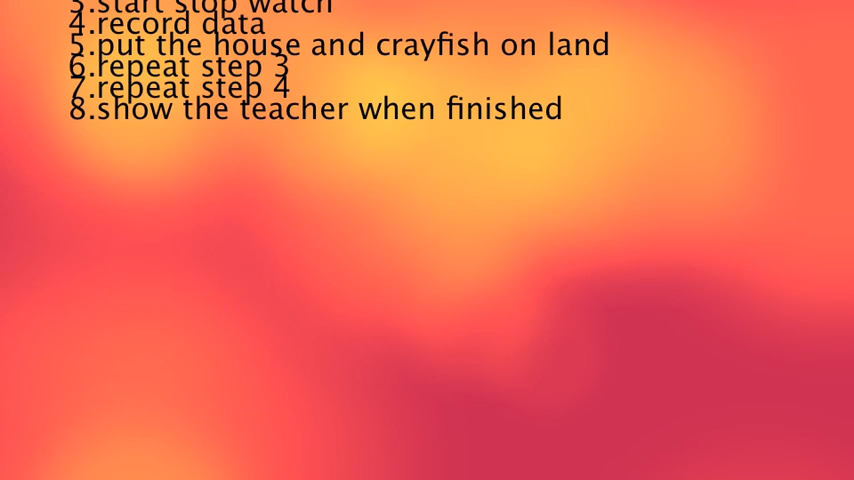 3.start stop watch
4.record data
5.put the house and crayfish on land
6.repeat step 3
7.repeat step 4
8.show the teacher when finished